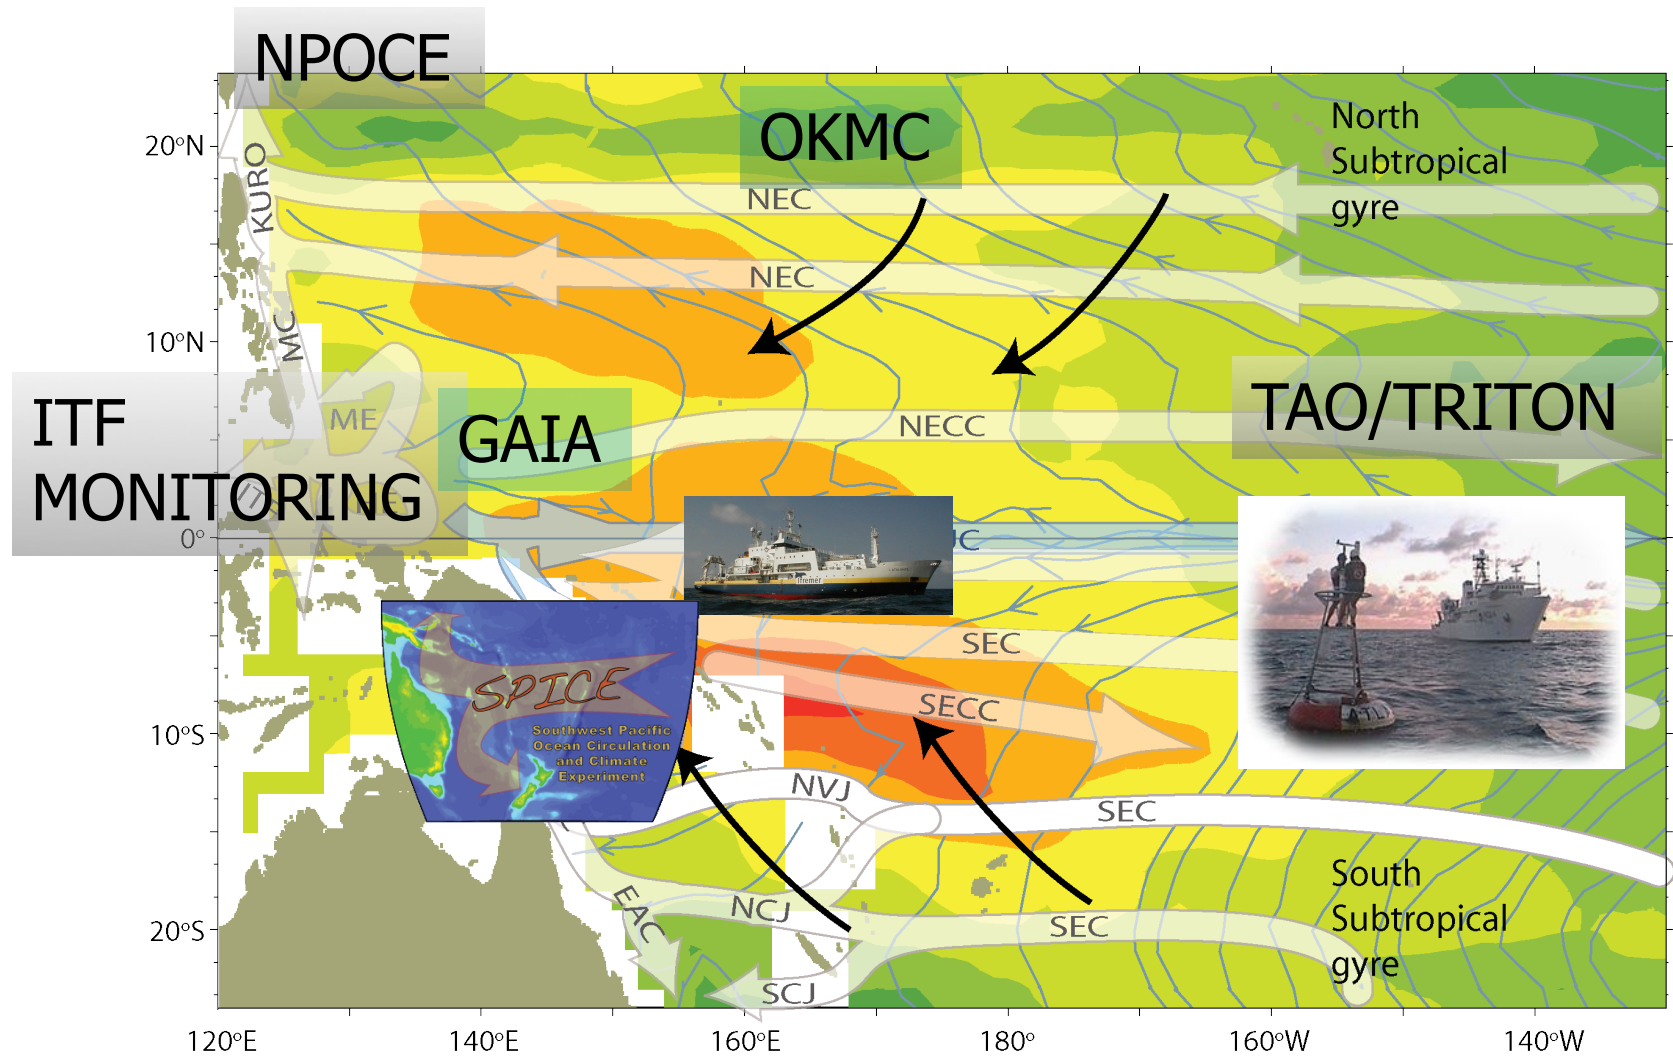 NPOCE
OKMC
North
Subtropical
gyre
20°N
KURO
NEC
NEC
MC
10°N
ITF
MONITORING
ME
GAIA
NECC
TAO/TRITON
0°
ifremer
SEC
SPICE
Southwest Pacific
Ocean Circulation
and Climate
Experiment
SECC
10°S
NVJ
SEC
South
Subtropical
gyre
EAC
NCJ
SEC
20°S
SCJ
120°E
140°E
160°E
180°
160°W
140°W